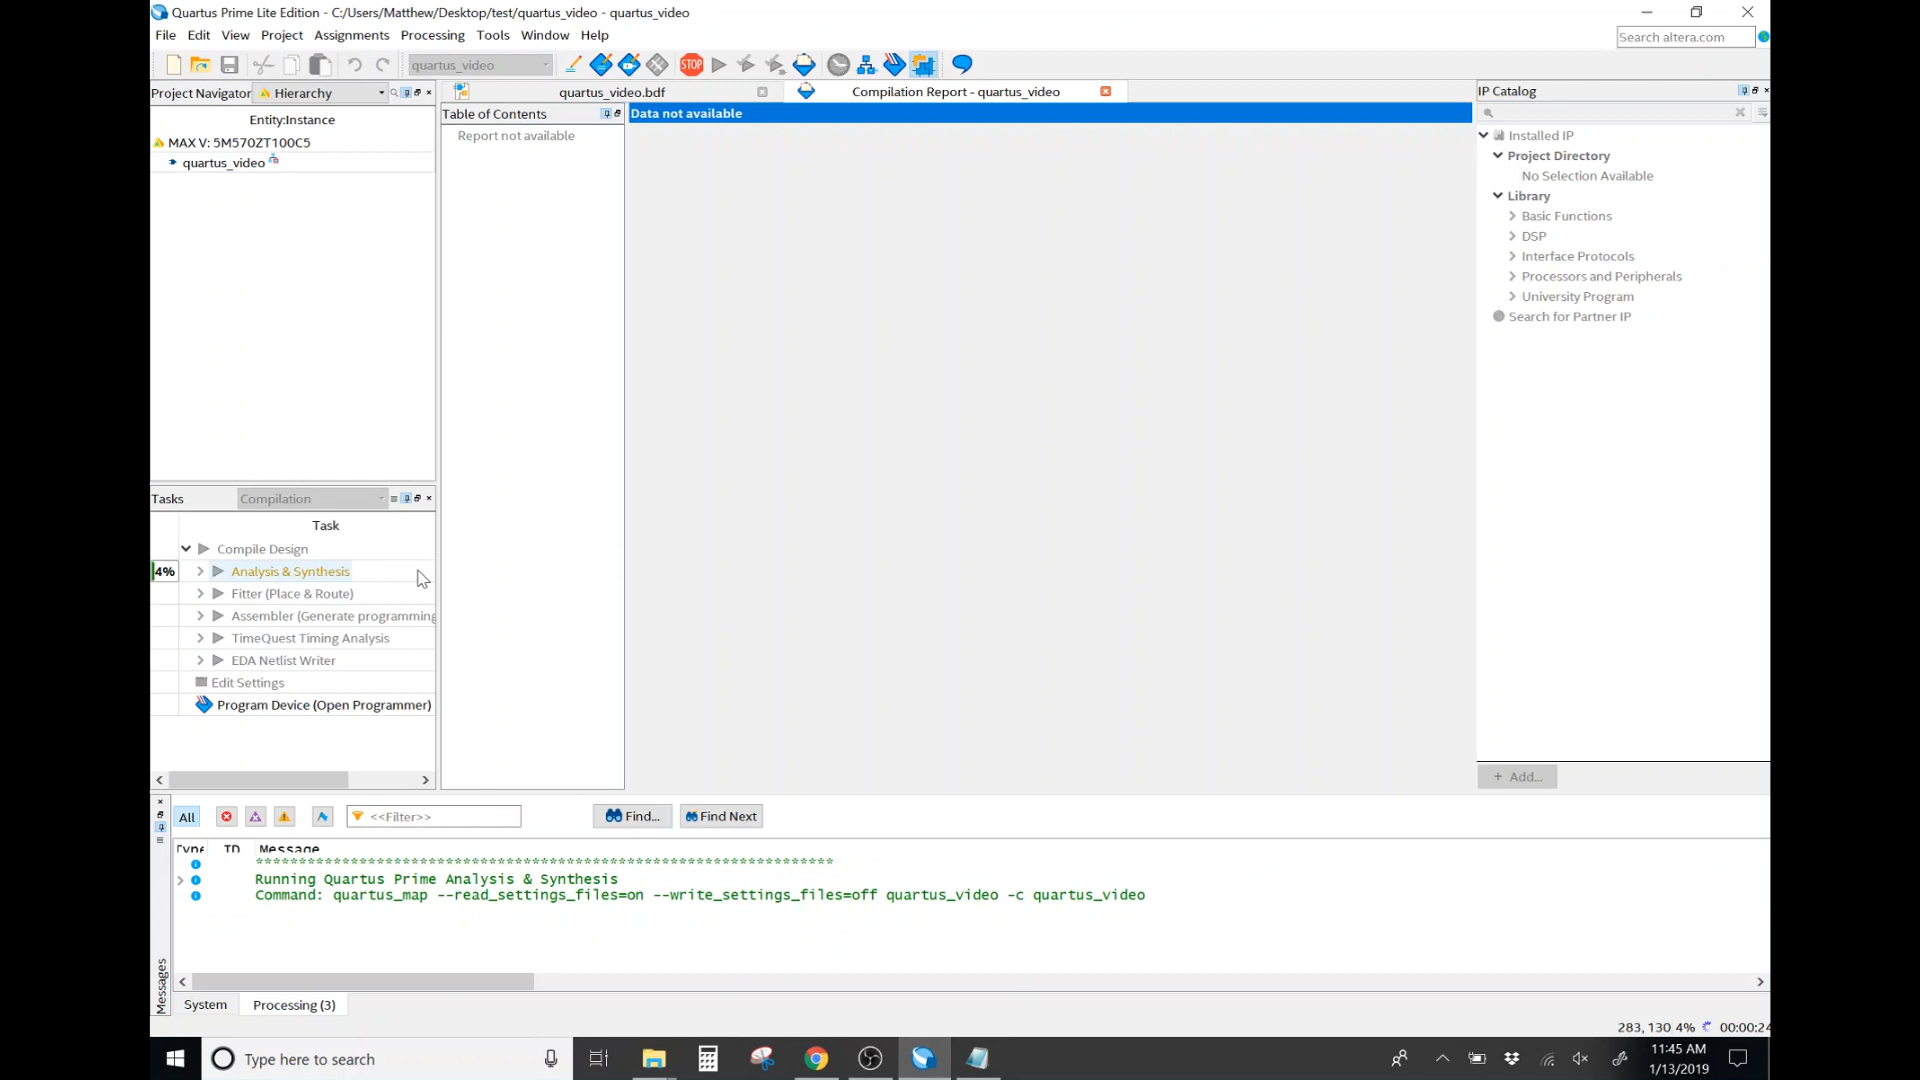 Quartus Prime Lite Edition - C:/Users/Matthew/Desktop/test/quartus_video - quartus_video
File Edit View Project Assignments Processing Tools Window Help
Search altera.com
quartus_video
STOP
Project Navigator Hierarchy
quartus_video.bdf
Compilation Report - quartus_video
IP Catalog
Entity:Instance
MAX V: 5M570ZT100C5
quartus_video
Table of Contents
Report not available
Data not available
Installed IP
Project Directory
No Selection Available
Library
Basic Functions
DSP
Interface Protocols
Processors and Peripherals
University Program
Search for Partner IP
+ Add...
Tasks Compilation
Task
Compile Design
4% Analysis & Synthesis
Fitter (Place & Route)
Assembler (Generate programming
TimeQuest Timing Analysis
EDA Netlist Writer
Edit Settings
Program Device (Open Programmer)
All <<Filter>> Find... Find Next
Type ID Message
*******************************************************************
Running Quartus Prime Analysis & Synthesis
Command: quartus_map --read_settings_files=on --write_settings_files=off quartus_video -c quartus_video
Messages
System Processing (3)
283, 130 4% 00:00:24
Type here to search
11:45 AM
1/13/2019